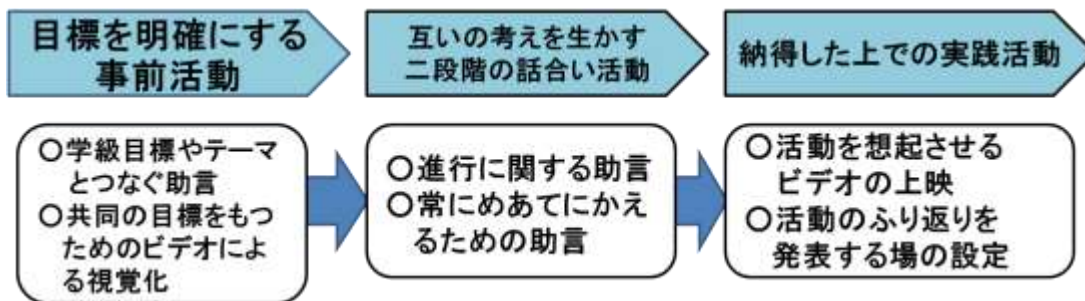 目標を明確にする
事前活動
互いの考えを生かす
二段階の話合い活動
納得した上での実践活動
○学級目標やテーマ
とつなぐ助言
○共同の目標をもつ
ためのビデオによ
る視覚化
○進行に関する助言
○常にめあてにかえ
るための助言
○活動を想起させる
ビデオの上映
○活動のふり返りを
発表する場の設定